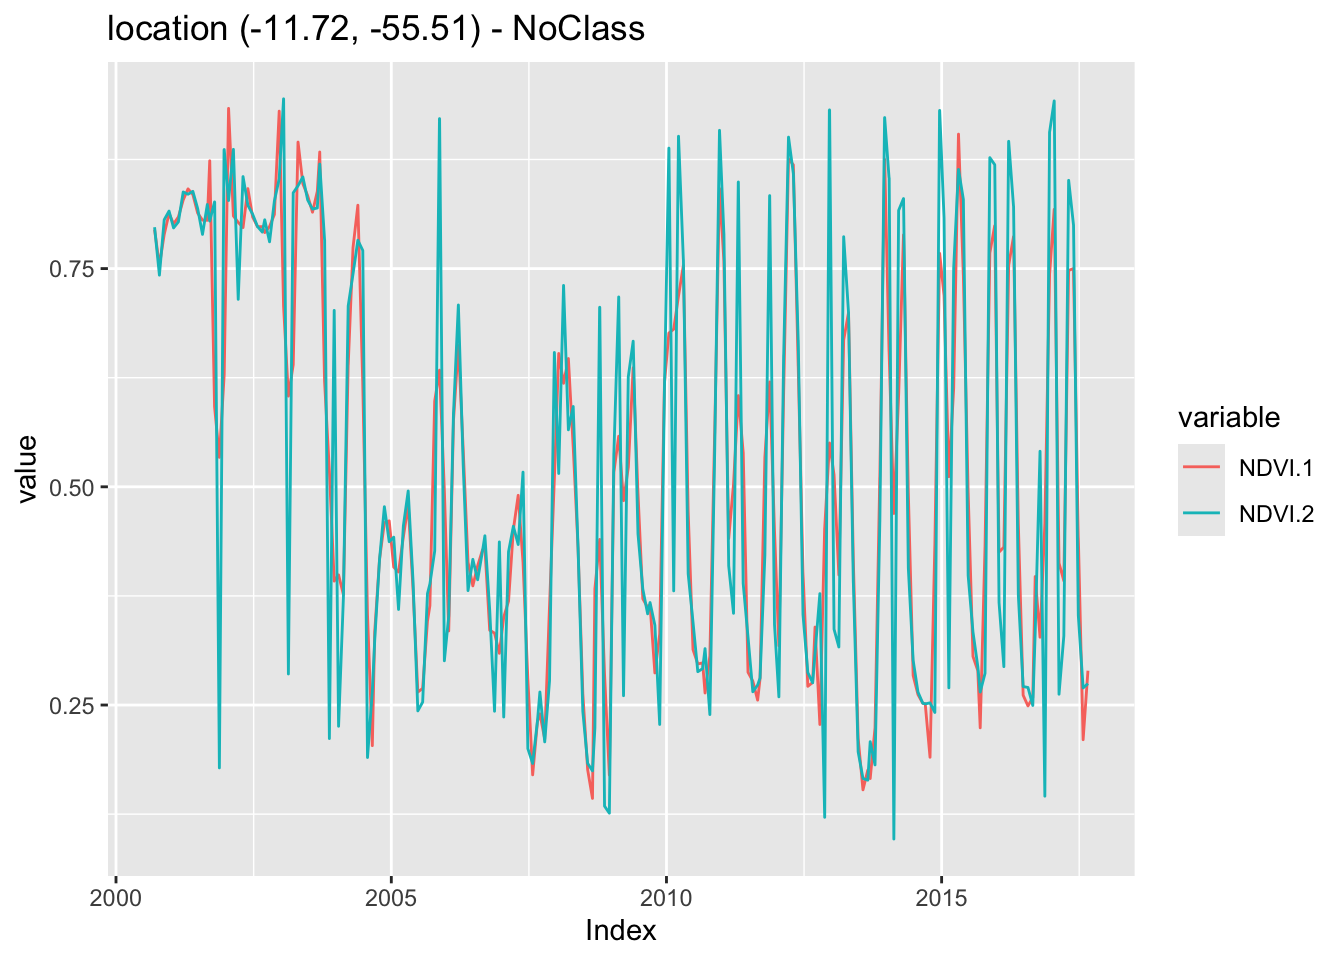 location (-11.72, -55.51) - NoClass
value
0.75
0.50
0.25
2000
2005
2010
2015
Index
variable
NDVI.1
NDVI.2